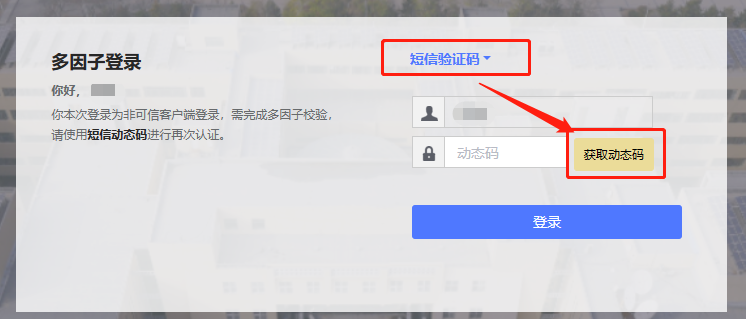 多因子登录
你好，
你本次登录为非可信客户端登录，需完成多因子校验，
请使用短信动态码进行再次认证。
短信验证码
动态码
获取动态码
登录